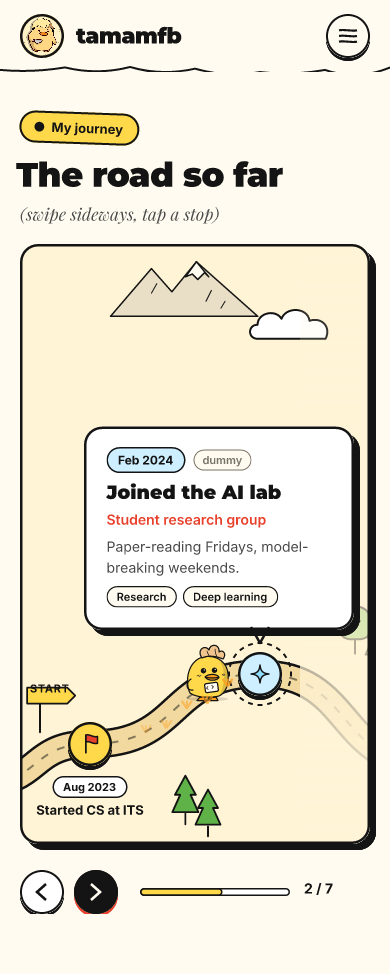 tamamfb
My journey
The road so far
(swipe sideways, tap a stop)
Feb 2024
dummy
Joined the AI lab
Student research group
Paper-reading Fridays, model-
breaking weekends.
Research
Deep learning
START
Aug 2023
Started CS at ITS
2 / 7